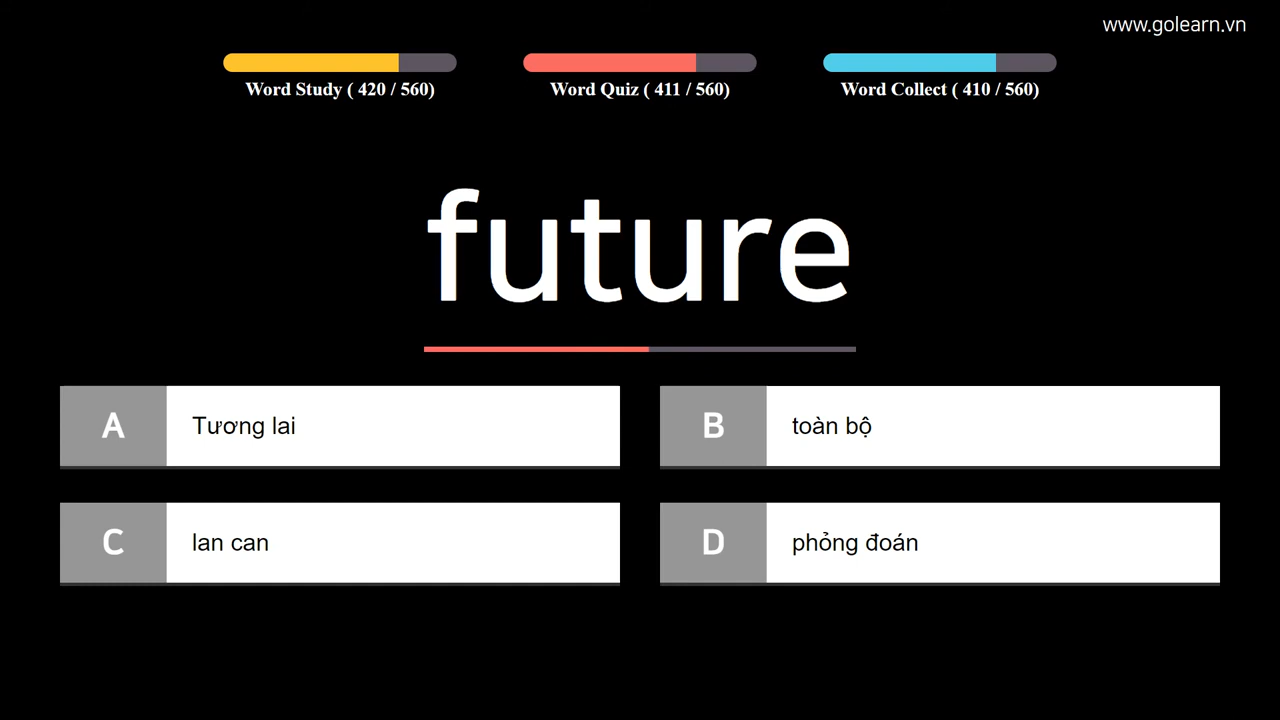 www.golearn.vn
Word Study ( 420 / 560)
Word Quiz ( 411 / 560)
Word Collect ( 410 / 560)
future
A Tương lai
B toàn bộ
C lan can
D phỏng đoán